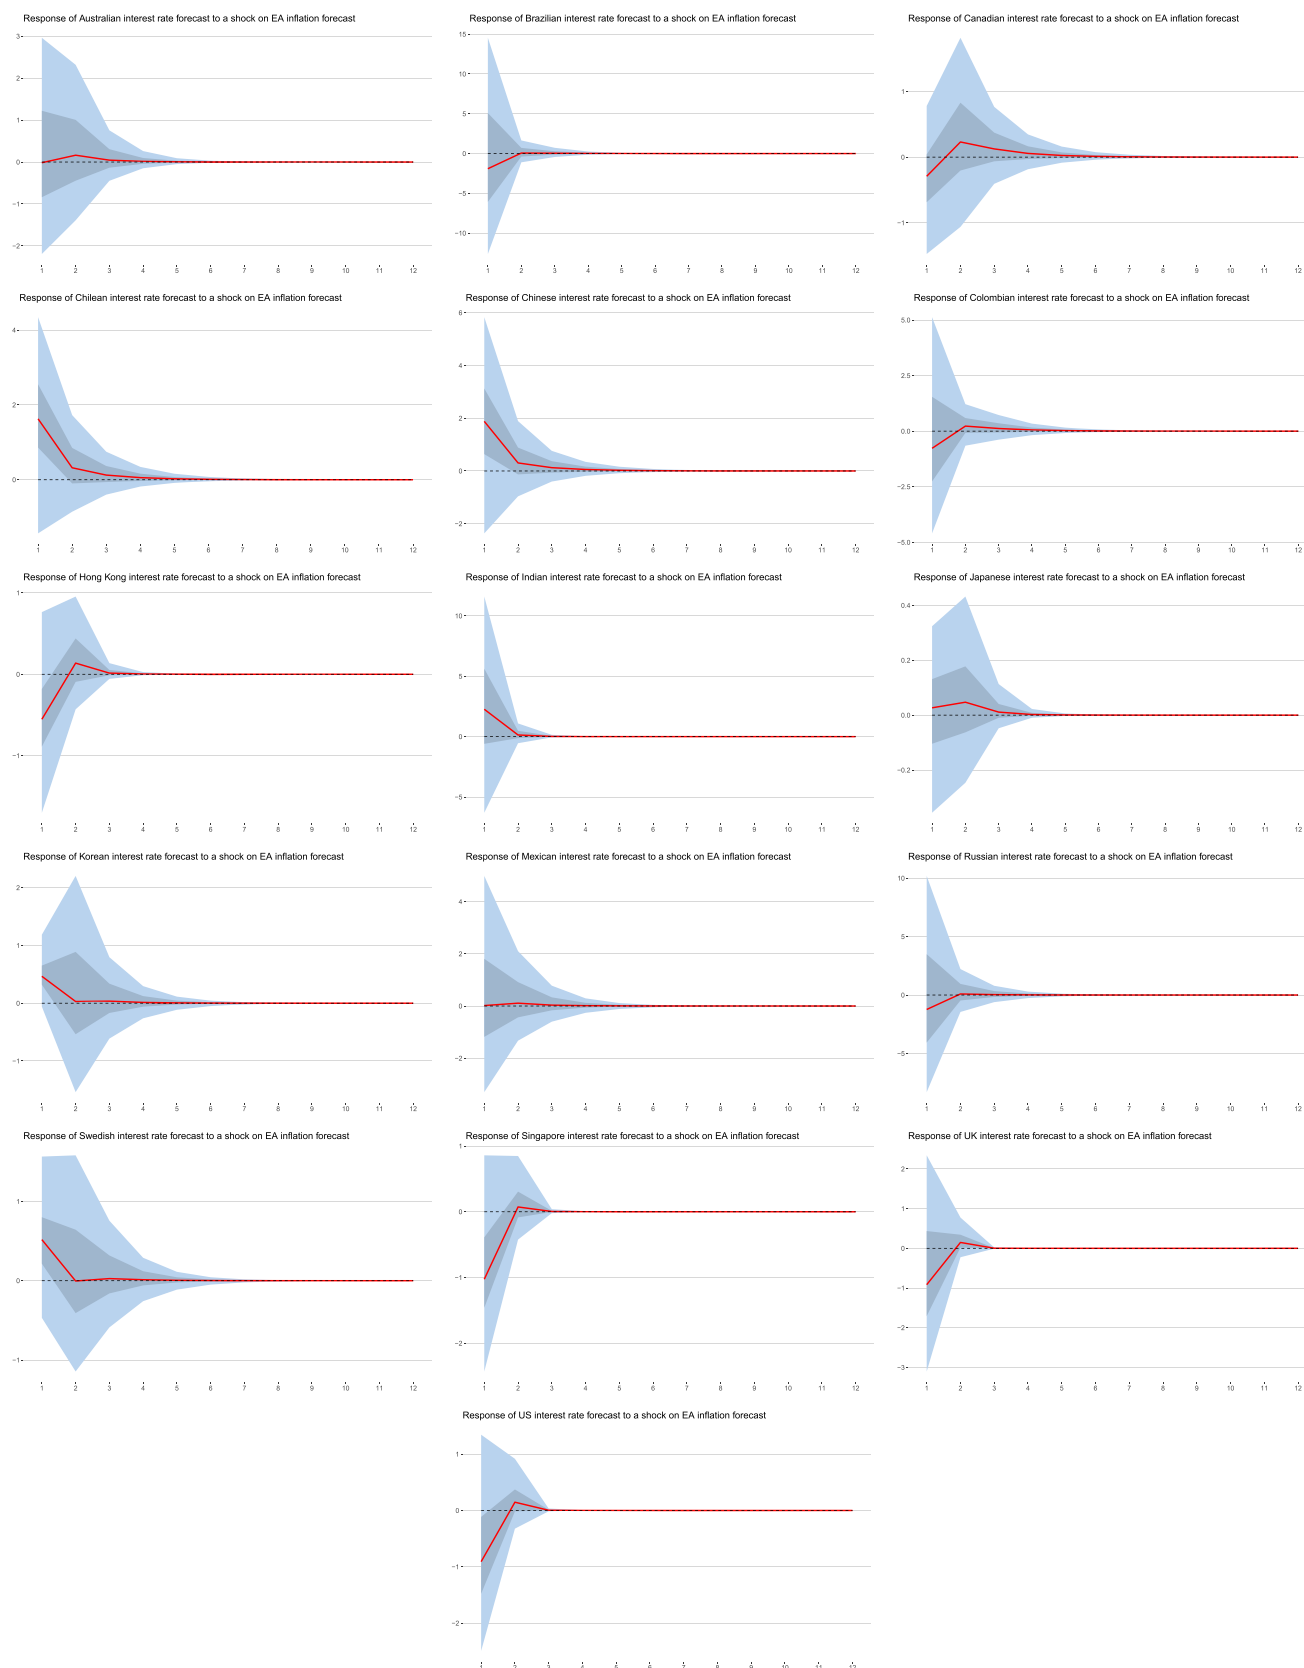 Response of Australian interest rate forecast to a shock on EA inflation forecast
3
2
1
0
−1
−2
1 2 3 4 5 6 7 8 9 10 11 12
Response of Brazilian interest rate forecast to a shock on EA inflation forecast
15
10
5
0
−5
−10
1 2 3 4 5 6 7 8 9 10 11 12
Response of Canadian interest rate forecast to a shock on EA inflation forecast
1
0
−1
1 2 3 4 5 6 7 8 9 10 11 12
Response of Chilean interest rate forecast to a shock on EA inflation forecast
4
2
0
1 2 3 4 5 6 7 8 9 10 11 12
Response of Chinese interest rate forecast to a shock on EA inflation forecast
6
4
2
0
−2
1 2 3 4 5 6 7 8 9 10 11 12
Response of Colombian interest rate forecast to a shock on EA inflation forecast
5.0
2.5
0.0
−2.5
−5.0
1 2 3 4 5 6 7 8 9 10 11 12
Response of Hong Kong interest rate forecast to a shock on EA inflation forecast
1
0
−1
1 2 3 4 5 6 7 8 9 10 11 12
Response of Indian interest rate forecast to a shock on EA inflation forecast
10
5
0
−5
1 2 3 4 5 6 7 8 9 10 11 12
Response of Japanese interest rate forecast to a shock on EA inflation forecast
0.4
0.2
0.0
−0.2
1 2 3 4 5 6 7 8 9 10 11 12
Response of Korean interest rate forecast to a shock on EA inflation forecast
2
1
0
−1
1 2 3 4 5 6 7 8 9 10 11 12
Response of Mexican interest rate forecast to a shock on EA inflation forecast
4
2
0
−2
1 2 3 4 5 6 7 8 9 10 11 12
Response of Russian interest rate forecast to a shock on EA inflation forecast
10
5
0
−5
1 2 3 4 5 6 7 8 9 10 11 12
Response of Swedish interest rate forecast to a shock on EA inflation forecast
1
0
−1
1 2 3 4 5 6 7 8 9 10 11 12
Response of Singapore interest rate forecast to a shock on EA inflation forecast
1
0
−1
−2
1 2 3 4 5 6 7 8 9 10 11 12
Response of UK interest rate forecast to a shock on EA inflation forecast
2
1
0
−1
−2
−3
1 2 3 4 5 6 7 8 9 10 11 12
Response of US interest rate forecast to a shock on EA inflation forecast
1
0
−1
−2
1 2 3 4 5 6 7 8 9 10 11 12